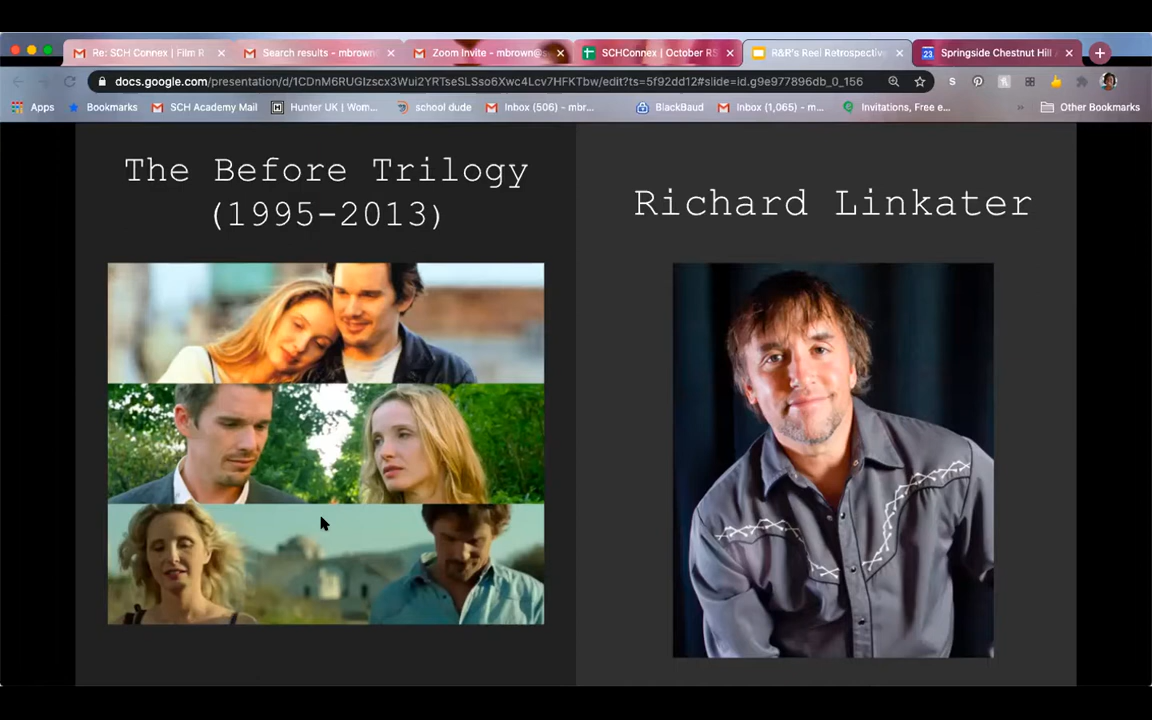 Re: SCH Connex | Film R
Search results - mbrown
Zoom Invite - mbrown@s
SCHConnex | October RS
R&R's Reel Retrospective
Springside Chestnut Hill
docs.google.com/presentation/d/1CDnM6RUGIzscx3Wui2YRTseSLSso6Xwc4Lcv7HFKTbw/edit?ts=5f92dd12#slide=id.g9e977896db_0_156
Apps
Bookmarks
SCH Academy Mail
Hunter UK | Wom...
school dude
Inbox (506) - mbr...
BlackBaud
Inbox (1,065) - m...
Invitations, Free e...
Other Bookmarks
The Before Trilogy
(1995-2013)
Richard Linkater